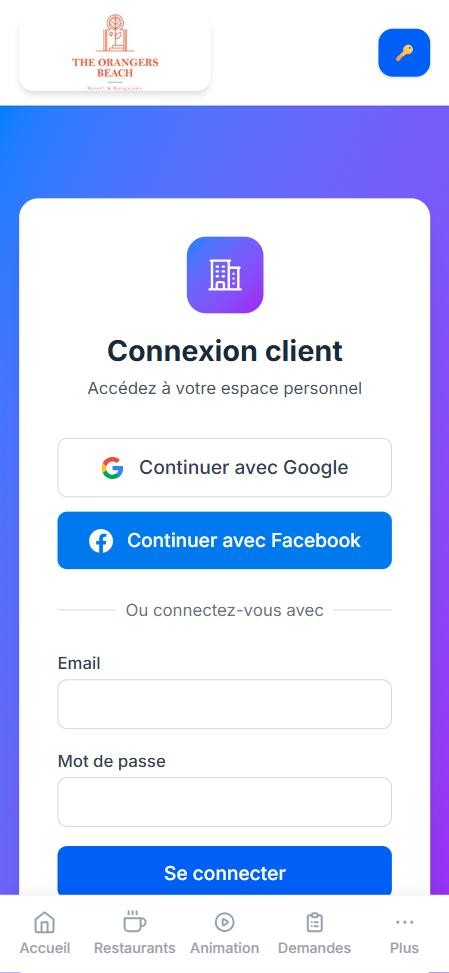 THE ORANGERS
BEACH
Resort & Bungalows
Connexion client
Accédez à votre espace personnel
Continuer avec Google
Continuer avec Facebook
Ou connectez-vous avec
Email
Mot de passe
Se connecter
Accueil
Restaurants
Animation
Demandes
Plus